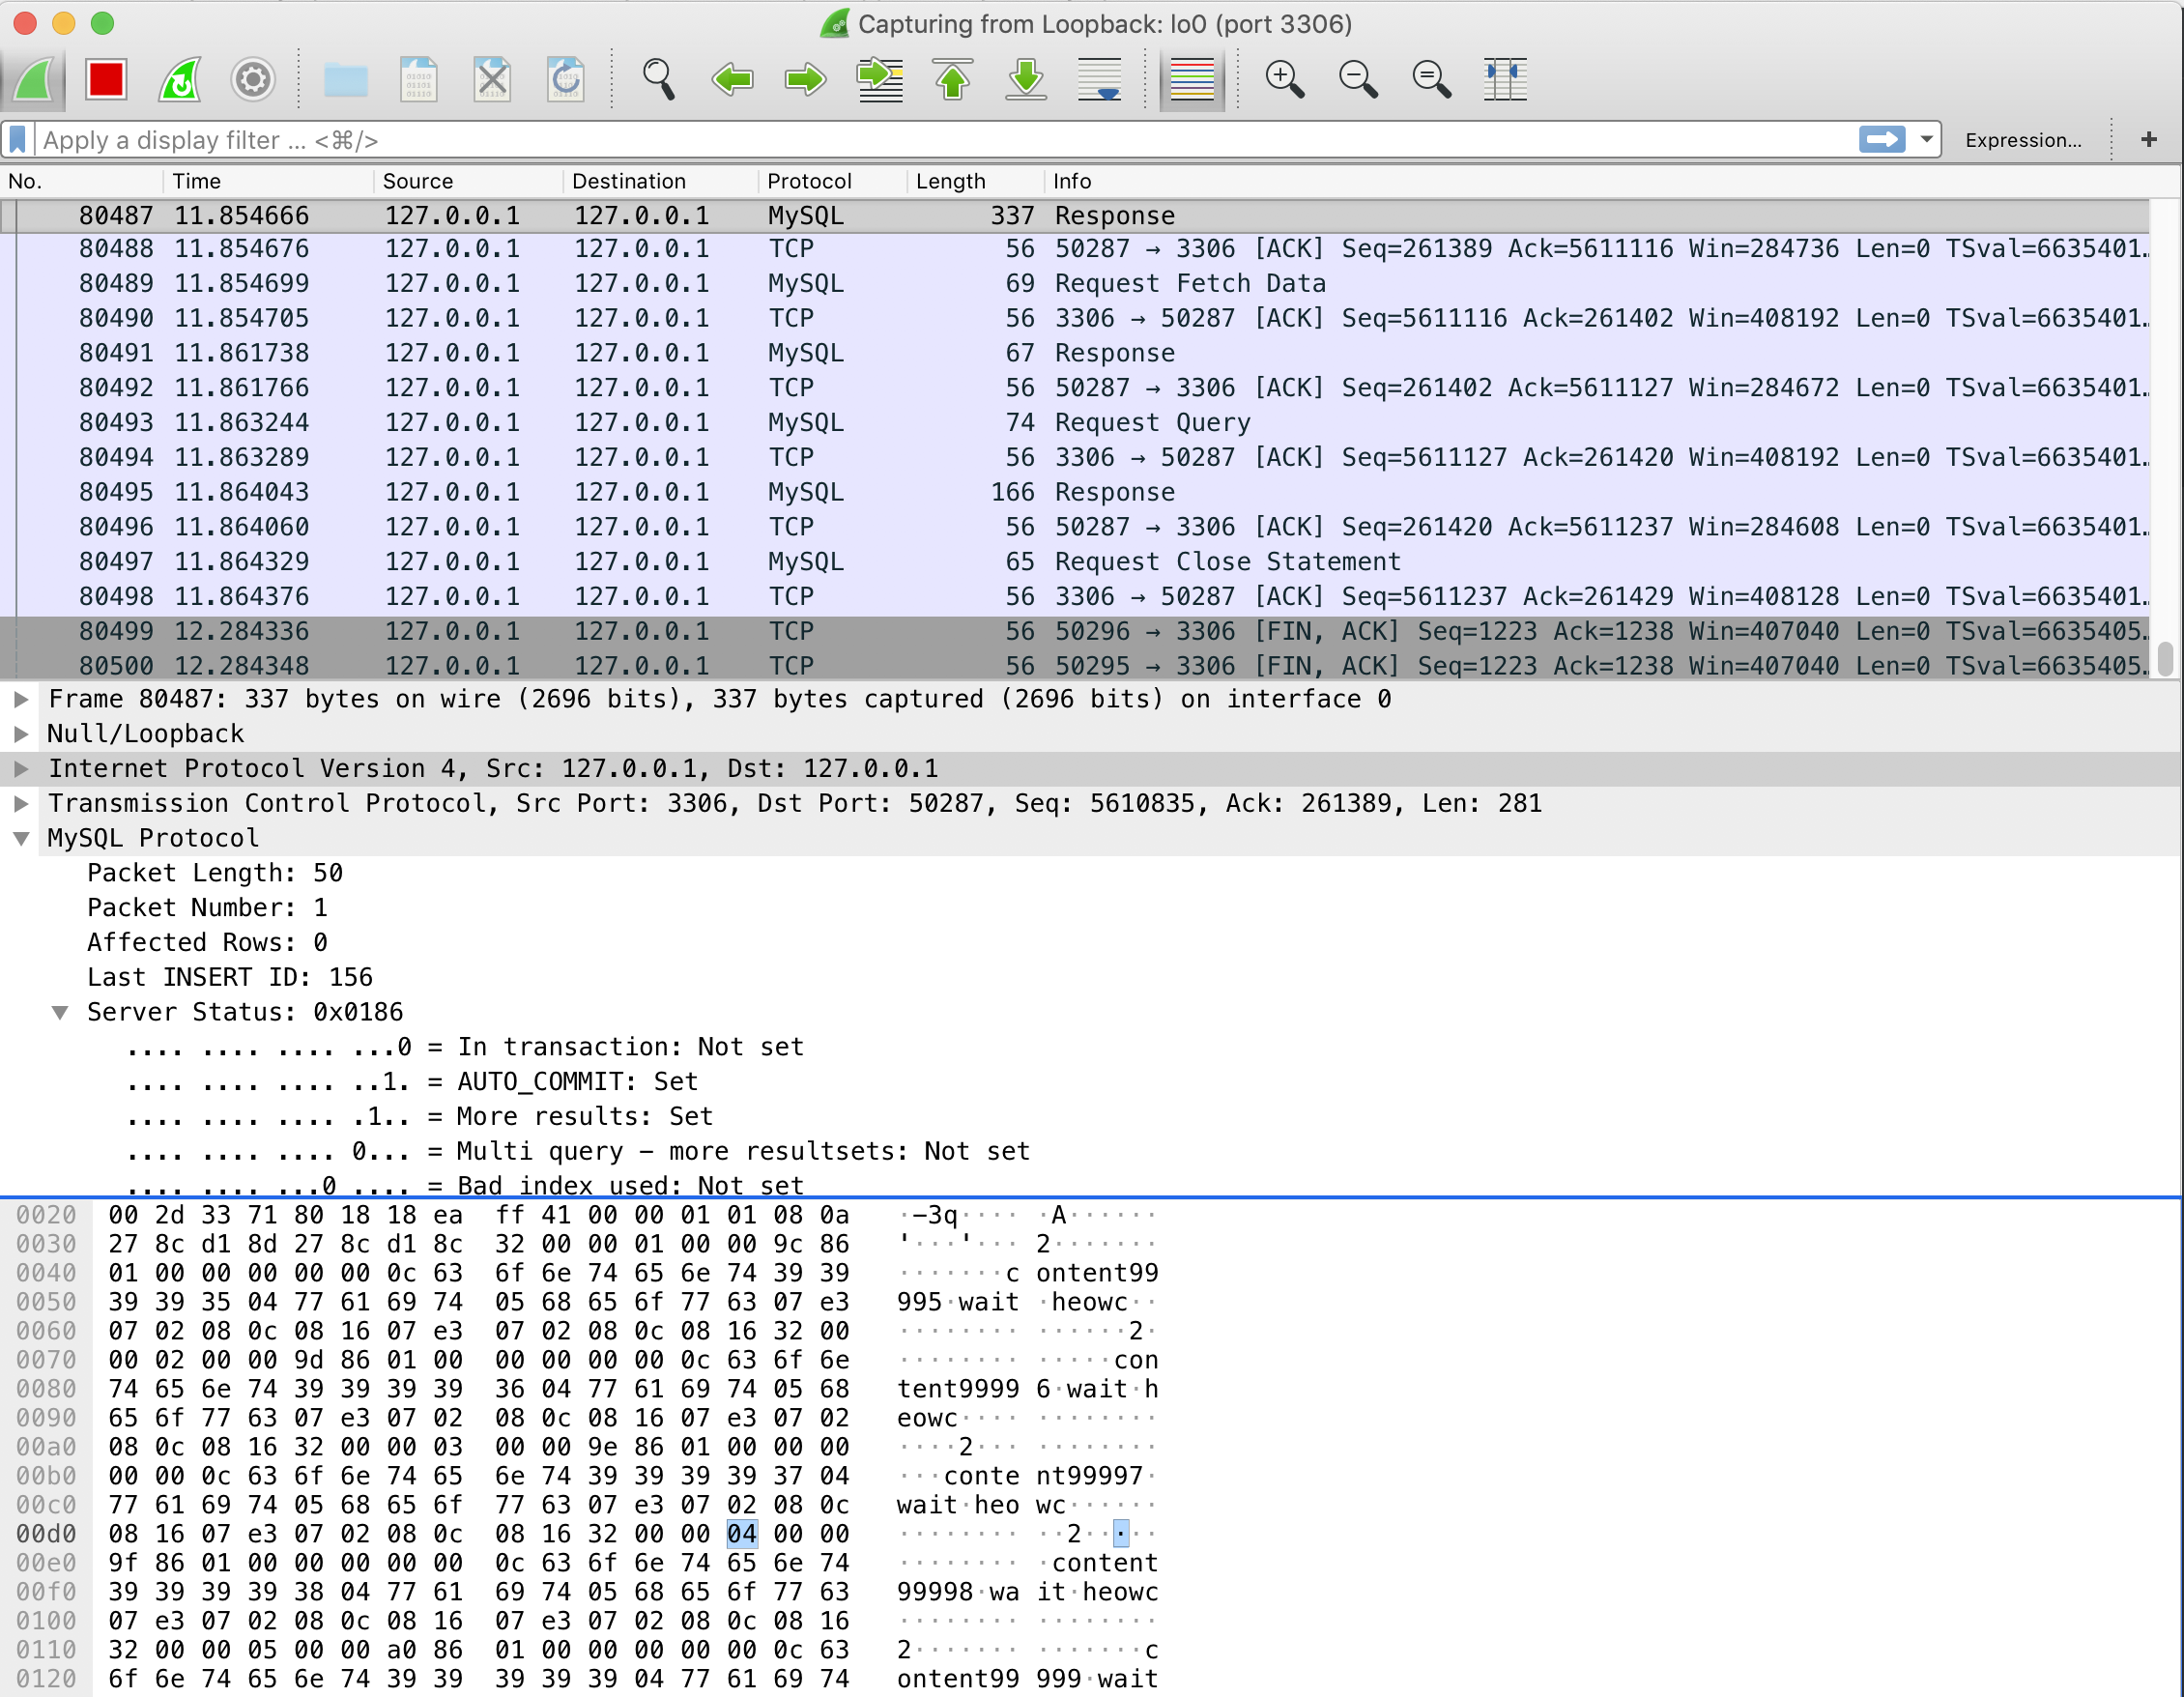 Capturing from Loopback: lo0 (port 3306)
Apply a display filter ... <⌘/>
Expression...
+
No. Time Source Destination Protocol Length Info
80487 11.854666 127.0.0.1 127.0.0.1 MySQL 337 Response
80488 11.854676 127.0.0.1 127.0.0.1 TCP 56 50287 → 3306 [ACK] Seq=261389 Ack=5611116 Win=284736 Len=0 TSval=6635401…
80489 11.854699 127.0.0.1 127.0.0.1 MySQL 69 Request Fetch Data
80490 11.854705 127.0.0.1 127.0.0.1 TCP 56 3306 → 50287 [ACK] Seq=5611116 Ack=261402 Win=408192 Len=0 TSval=6635401…
80491 11.861738 127.0.0.1 127.0.0.1 MySQL 67 Response
80492 11.861766 127.0.0.1 127.0.0.1 TCP 56 50287 → 3306 [ACK] Seq=261402 Ack=5611127 Win=284672 Len=0 TSval=6635401…
80493 11.863244 127.0.0.1 127.0.0.1 MySQL 74 Request Query
80494 11.863289 127.0.0.1 127.0.0.1 TCP 56 3306 → 50287 [ACK] Seq=5611127 Ack=261420 Win=408192 Len=0 TSval=6635401…
80495 11.864043 127.0.0.1 127.0.0.1 MySQL 166 Response
80496 11.864060 127.0.0.1 127.0.0.1 TCP 56 50287 → 3306 [ACK] Seq=261420 Ack=5611237 Win=284608 Len=0 TSval=6635401…
80497 11.864329 127.0.0.1 127.0.0.1 MySQL 65 Request Close Statement
80498 11.864376 127.0.0.1 127.0.0.1 TCP 56 3306 → 50287 [ACK] Seq=5611237 Ack=261429 Win=408128 Len=0 TSval=6635401…
80499 12.284336 127.0.0.1 127.0.0.1 TCP 56 50296 → 3306 [FIN, ACK] Seq=1223 Ack=1238 Win=407040 Len=0 TSval=6635405…
80500 12.284348 127.0.0.1 127.0.0.1 TCP 56 50295 → 3306 [FIN, ACK] Seq=1223 Ack=1238 Win=407040 Len=0 TSval=6635405…
Frame 80487: 337 bytes on wire (2696 bits), 337 bytes captured (2696 bits) on interface 0
Null/Loopback
Internet Protocol Version 4, Src: 127.0.0.1, Dst: 127.0.0.1
Transmission Control Protocol, Src Port: 3306, Dst Port: 50287, Seq: 5610835, Ack: 261389, Len: 281
MySQL Protocol
Packet Length: 50
Packet Number: 1
Affected Rows: 0
Last INSERT ID: 156
Server Status: 0x0186
.... .... .... ...0 = In transaction: Not set
.... .... .... ..1. = AUTO_COMMIT: Set
.... .... .... .1.. = More results: Set
.... .... .... 0... = Multi query – more resultsets: Not set
.... .... ...0 .... = Bad index used: Not set
0020 00 2d 33 71 80 18 18 ea ff 41 00 00 01 01 08 0a ·-3q···· ·A······
0030 27 8c d1 8d 27 8c d1 8c 32 00 00 01 00 00 9c 86 '···'··· 2·······
0040 01 00 00 00 00 00 0c 63 6f 6e 74 65 6e 74 39 39 ·······c ontent99
0050 39 39 35 04 77 61 69 74 05 68 65 6f 77 63 07 e3 995·wait ·heowc··
0060 07 02 08 0c 08 16 07 e3 07 02 08 0c 08 16 32 00 ········ ······2·
0070 00 02 00 00 9d 86 01 00 00 00 00 00 0c 63 6f 6e ········ ·····con
0080 74 65 6e 74 39 39 39 39 36 04 77 61 69 74 05 68 tent9999 6·wait·h
0090 65 6f 77 63 07 e3 07 02 08 0c 08 16 07 e3 07 02 eowc···· ········
00a0 08 0c 08 16 32 00 00 03 00 00 9e 86 01 00 00 00 ····2··· ········
00b0 00 00 0c 63 6f 6e 74 65 6e 74 39 39 39 39 37 04 ···conte nt99997·
00c0 77 61 69 74 05 68 65 6f 77 63 07 e3 07 02 08 0c wait·heo wc······
00d0 08 16 07 e3 07 02 08 0c 08 16 32 00 00 04 00 00 ········ ··2·····
00e0 9f 86 01 00 00 00 00 00 0c 63 6f 6e 74 65 6e 74 ········ ·content
00f0 39 39 39 39 38 04 77 61 69 74 05 68 65 6f 77 63 99998·wa it·heowc
0100 07 e3 07 02 08 0c 08 16 07 e3 07 02 08 0c 08 16 ········ ········
0110 32 00 00 05 00 00 a0 86 01 00 00 00 00 00 0c 63 2······· ·······c
0120 6f 6e 74 65 6e 74 39 39 39 39 39 04 77 61 69 74 ontent99 999·wait